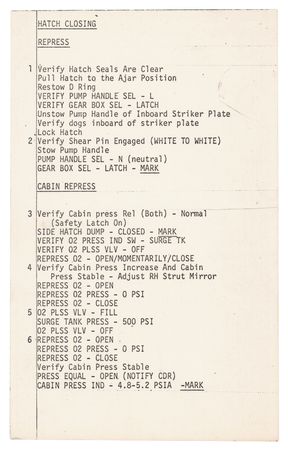 HATCH CLOSING
REPRESS
1 Verify Hatch Seals Are Clear
Pull Hatch to the Ajar Position
Restow D Ring
VERIFY PUMP HANDLE SEL - L
VERIFY GEAR BOX SEL - LATCH
Unstow Pump Handle of Inboard Striker Plate
Verify dogs inboard of striker plate
Lock Hatch
2 Verify Shear Pin Engaged (WHITE TO WHITE)
Stow Pump Handle
PUMP HANDLE SEL - N (neutral)
GEAR BOX SEL - LATCH - MARK
CABIN REPRESS
3 Verify Cabin press Rel (Both) - Normal
(Safety Latch On)
SIDE HATCH DUMP - CLOSED - MARK
VERIFY O2 PRESS IND SW - SURGE TK
VERIFY O2 PLSS VLV - OFF
REPRESS O2 - OPEN/MOMENTARILY/CLOSE
4 Verify Cabin Press Increase And Cabin
Press Stable - Adjust RH Strut Mirror
REPRESS O2 - OPEN
REPRESS O2 PRESS - 0 PSI
REPRESS O2 - CLOSE
5 O2 PLSS VLV - FILL
SURGE TANK PRESS - 500 PSI
O2 PLSS VLV - OFF
6 REPRESS O2 - OPEN
REPRESS O2 PRESS - 0 PSI
REPRESS O2 - CLOSE
Verify Cabin Press Stable
PRESS EQUAL - OPEN (NOTIFY CDR)
CABIN PRESS IND - 4.8-5.2 PSIA -MARK